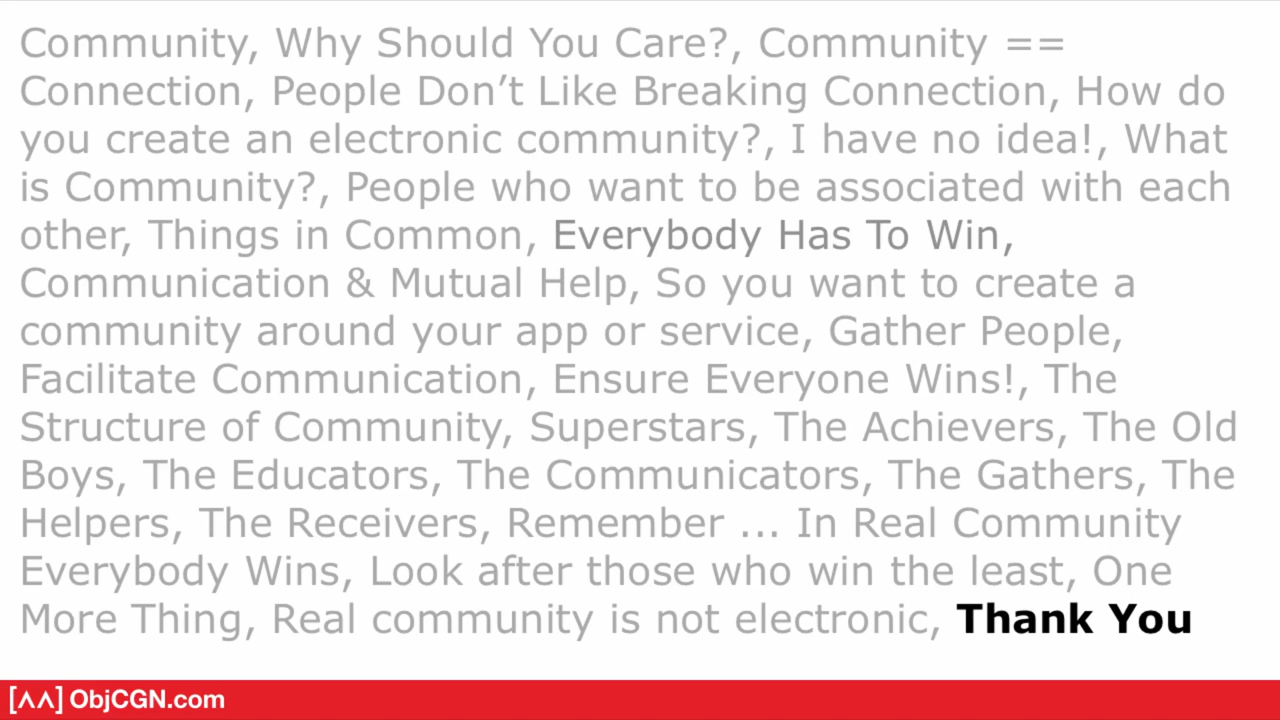 Community, Why Should You Care?, Community ==
Connection, People Don’t Like Breaking Connection, How do
you create an electronic community?, I have no idea!, What
is Community?, People who want to be associated with each
other, Things in Common, Everybody Has To Win,
Communication & Mutual Help, So you want to create a
community around your app or service, Gather People,
Facilitate Communication, Ensure Everyone Wins!, The
Structure of Community, Superstars, The Achievers, The Old
Boys, The Educators, The Communicators, The Gathers, The
Helpers, The Receivers, Remember ... In Real Community
Everybody Wins, Look after those who win the least, One
More Thing, Real community is not electronic, Thank You
[ʌʌ] ObjCGN.com